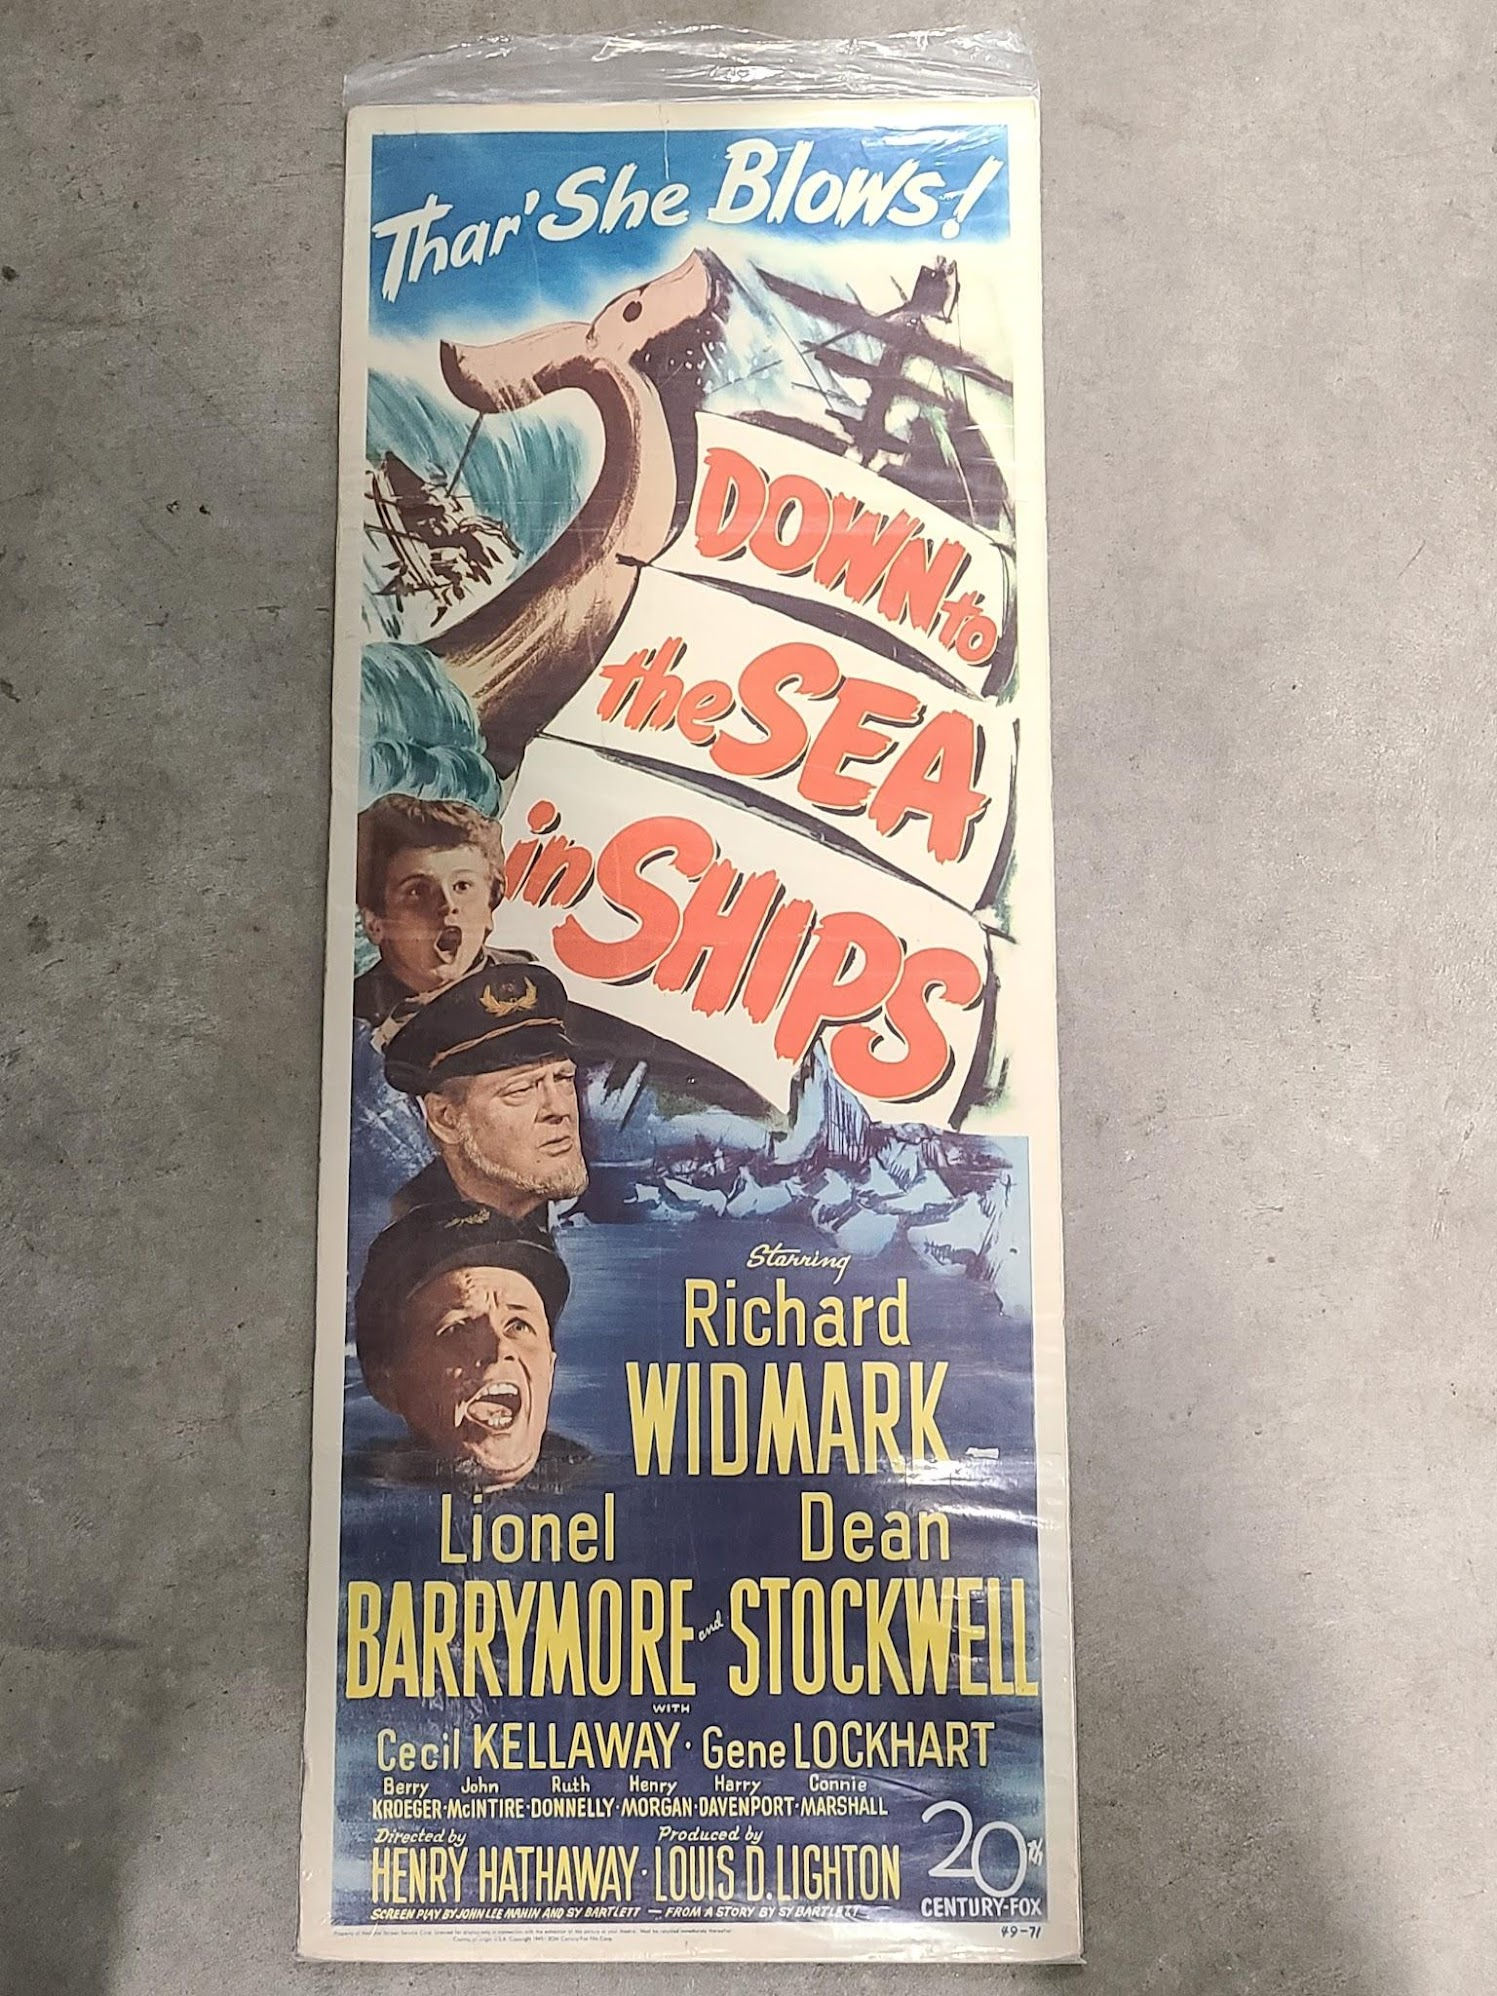 Thar' She Blows!
DOWN to
the SEA
in SHIPS
Starring
Richard
WIDMARK
Lionel
BARRYMORE
and
Dean
STOCKWELL
WITH
Cecil KELLAWAY · Gene LOCKHART
Berry John Ruth Henry Harry Connie
KROEGER · McINTIRE · DONNELLY · MORGAN · DAVENPORT · MARSHALL
Directed by
HENRY HATHAWAY ·
Produced by
LOUIS D. LIGHTON
SCREEN PLAY BY JOHN LEE MAHIN AND SY BARTLETT — FROM A STORY BY SY BARTLETT
20TH
CENTURY-FOX
49-71